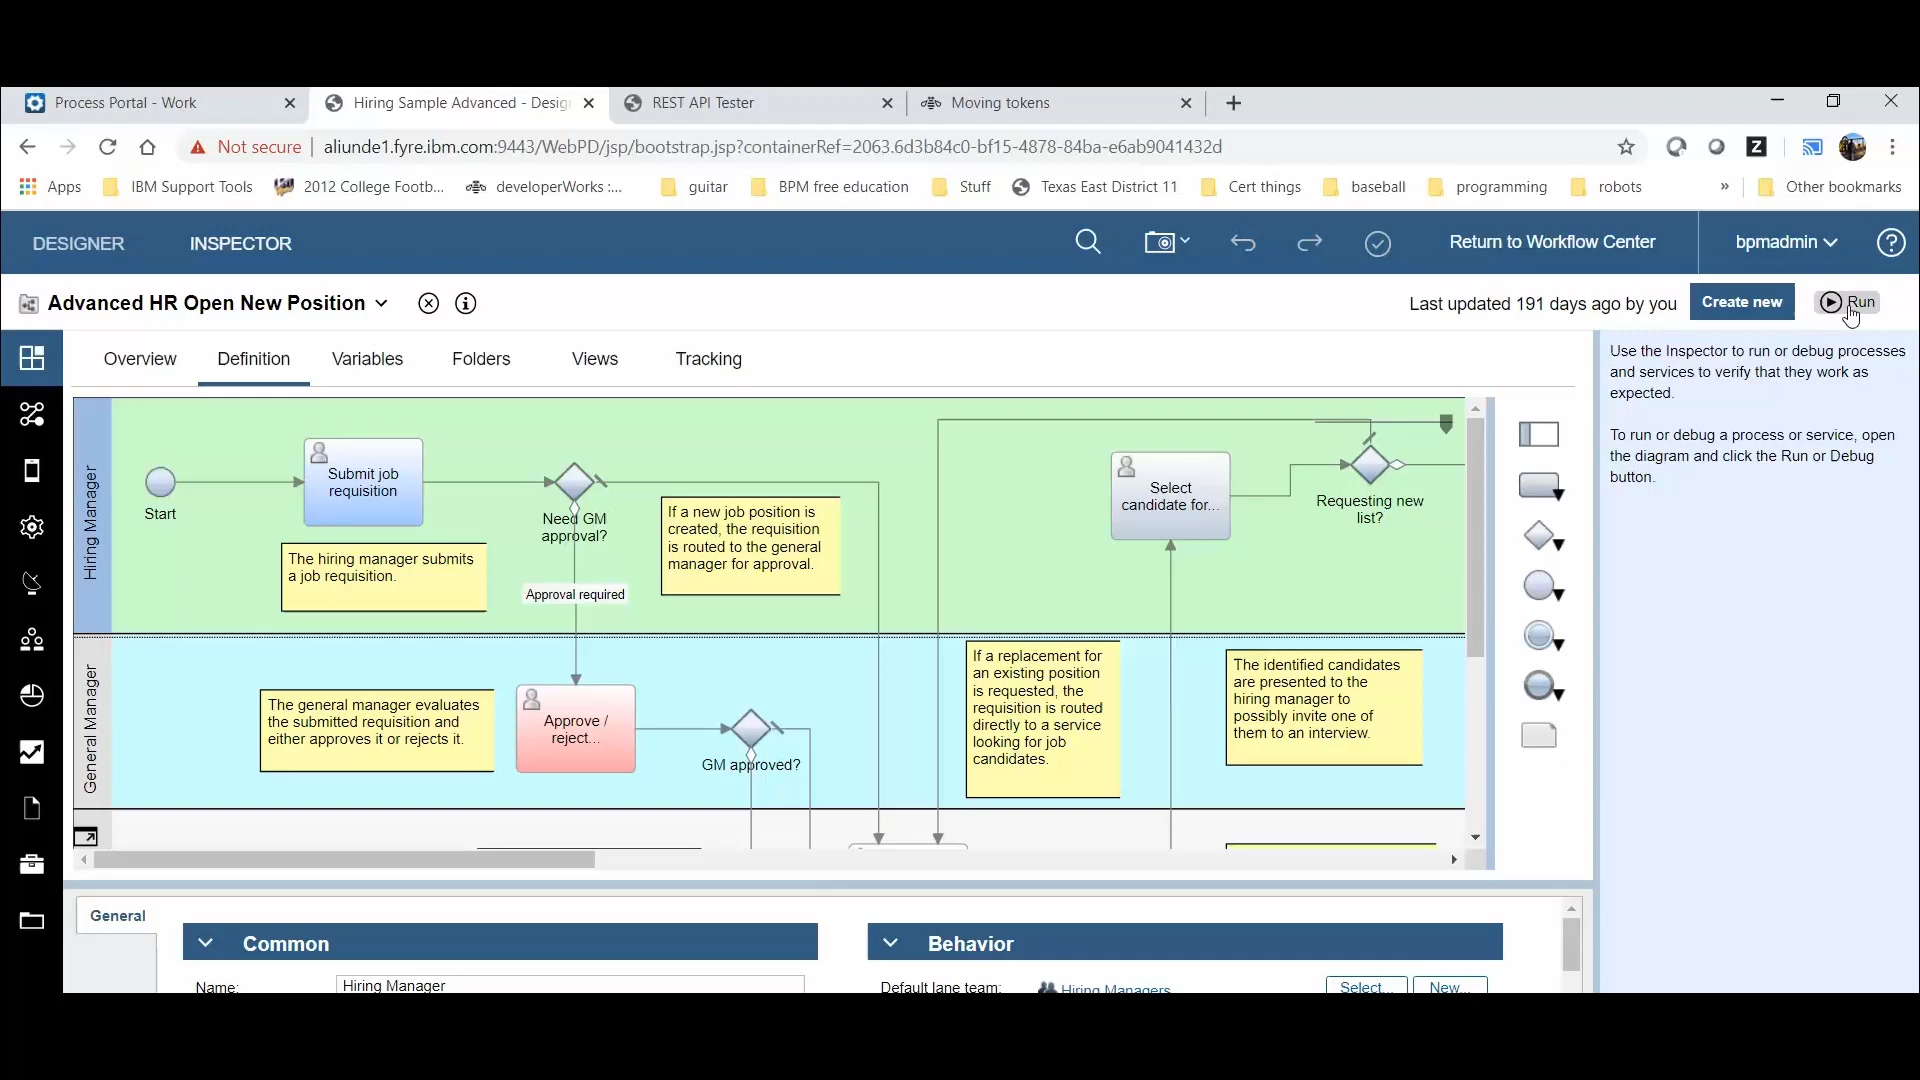 Process Portal - Work
Hiring Sample Advanced - Desig
REST API Tester
Moving tokens
Not secure
aliunde1.fyre.ibm.com:9443/WebPD/jsp/bootstrap.jsp?containerRef=2063.6d3b84c0-bf15-4878-84ba-e6ab9041432d
Z
Apps
IBM Support Tools
2012 College Footb...
developerWorks :...
guitar
BPM free education
Stuff
Texas East District 11
Cert things
baseball
programming
robots
»
Other bookmarks
DESIGNER
INSPECTOR
Return to Workflow Center
bpmadmin
Advanced HR Open New Position
Last updated 191 days ago by you
Create new
Run
Overview
Definition
Variables
Folders
Views
Tracking
Use the Inspector to run or debug processes
and services to verify that they work as
expected.
To run or debug a process or service, open
the diagram and click the Run or Debug
button.
Hiring Manager
Start
Submit job
requisition
The hiring manager submits
a job requisition.
Need GM
approval?
Approval required
If a new job position is
created, the requisition
is routed to the general
manager for approval.
Select
candidate for...
Requesting new
list?
General Manager
The general manager evaluates
the submitted requisition and
either approves it or rejects it.
Approve /
reject...
GM approved?
If a replacement for
an existing position
is requested, the
requisition is routed
directly to a service
looking for job
candidates.
The identified candidates
are presented to the
hiring manager to
possibly invite one of
them to an interview.
General
Common
Name:
Hiring Manager
Behavior
Default lane team:
Hiring Managers
Select...
New...